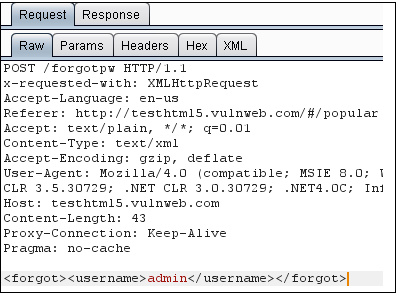 Request Response
Raw Params Headers Hex XML
POST /forgotpw HTTP/1.1
x-requested-with: XMLHttpRequest
Accept-Language: en-us
Referer: http://testhtml5.vulnweb.com/#/popular
Accept: text/plain, */*; q=0.01
Content-Type: text/xml
Accept-Encoding: gzip, deflate
User-Agent: Mozilla/4.0 (compatible; MSIE 8.0; W
CLR 3.5.30729; .NET CLR 3.0.30729; .NET4.0C; Inf
Host: testhtml5.vulnweb.com
Content-Length: 43
Proxy-Connection: Keep-Alive
Pragma: no-cache
<forgot><username>admin</username></forgot>